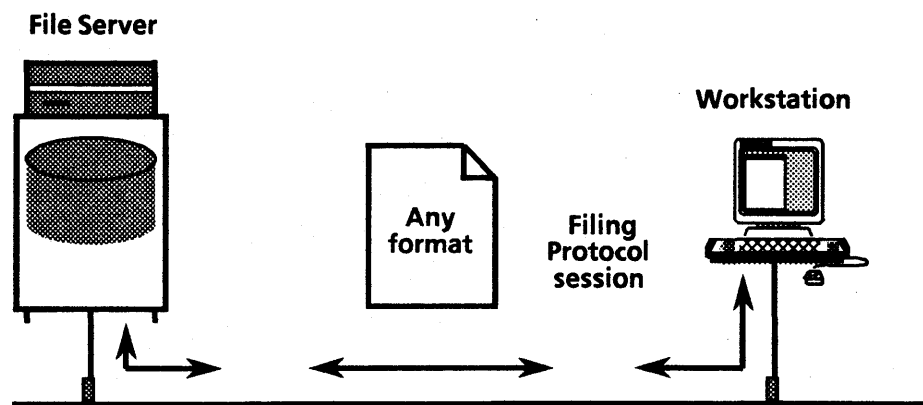 File Server
Workstation
Any
format
Filing
Protocol
session